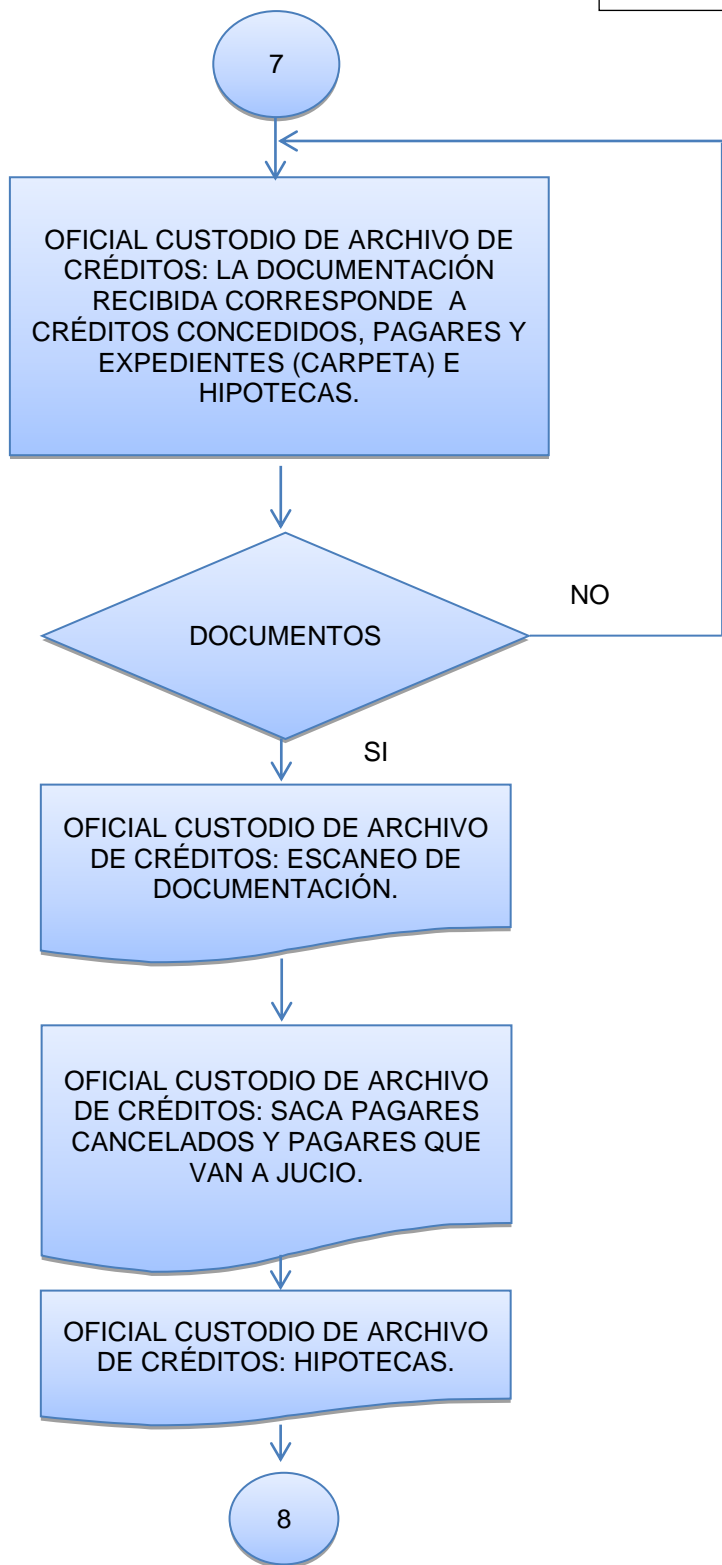 7
OFICIAL CUSTODIO DE ARCHIVO DE
CRÉDITOS: LA DOCUMENTACIÓN
RECIBIDA CORRESPONDE A
CRÉDITOS CONCEDIDOS, PAGARES Y
EXPEDIENTES (CARPETA) E
HIPOTECAS.
NO
DOCUMENTOS
SI
OFICIAL CUSTODIO DE ARCHIVO
DE CRÉDITOS: ESCANEO DE
DOCUMENTACIÓN.
OFICIAL CUSTODIO DE ARCHIVO
DE CRÉDITOS: SACA PAGARES
CANCELADOS Y PAGARES QUE
VAN A JUCIO.
OFICIAL CUSTODIO DE ARCHIVO
DE CRÉDITOS: HIPOTECAS.
8